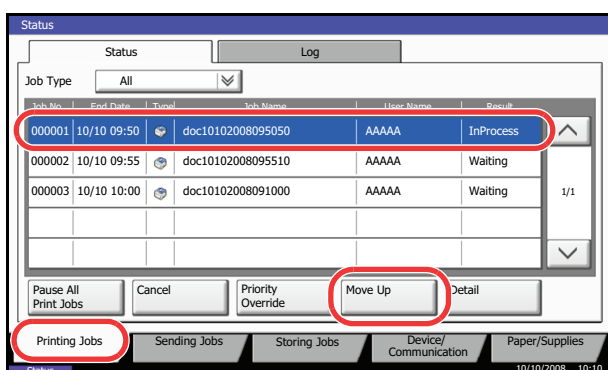 Status
Status Log
Job Type All
Job No. End Date Type Job Name User Name Result
000001 10/10 09:50 doc10102008095050 AAAAA InProcess
000002 10/10 09:55 doc10102008095510 AAAAA Waiting
000003 10/10 10:00 doc10102008091000 AAAAA Waiting
1/1
Pause All
Print Jobs
Cancel
Priority
Override
Move Up
Detail
Printing Jobs
Sending Jobs
Storing Jobs
Device/
Communication
Paper/Supplies
Status 10/10/2008 10:10